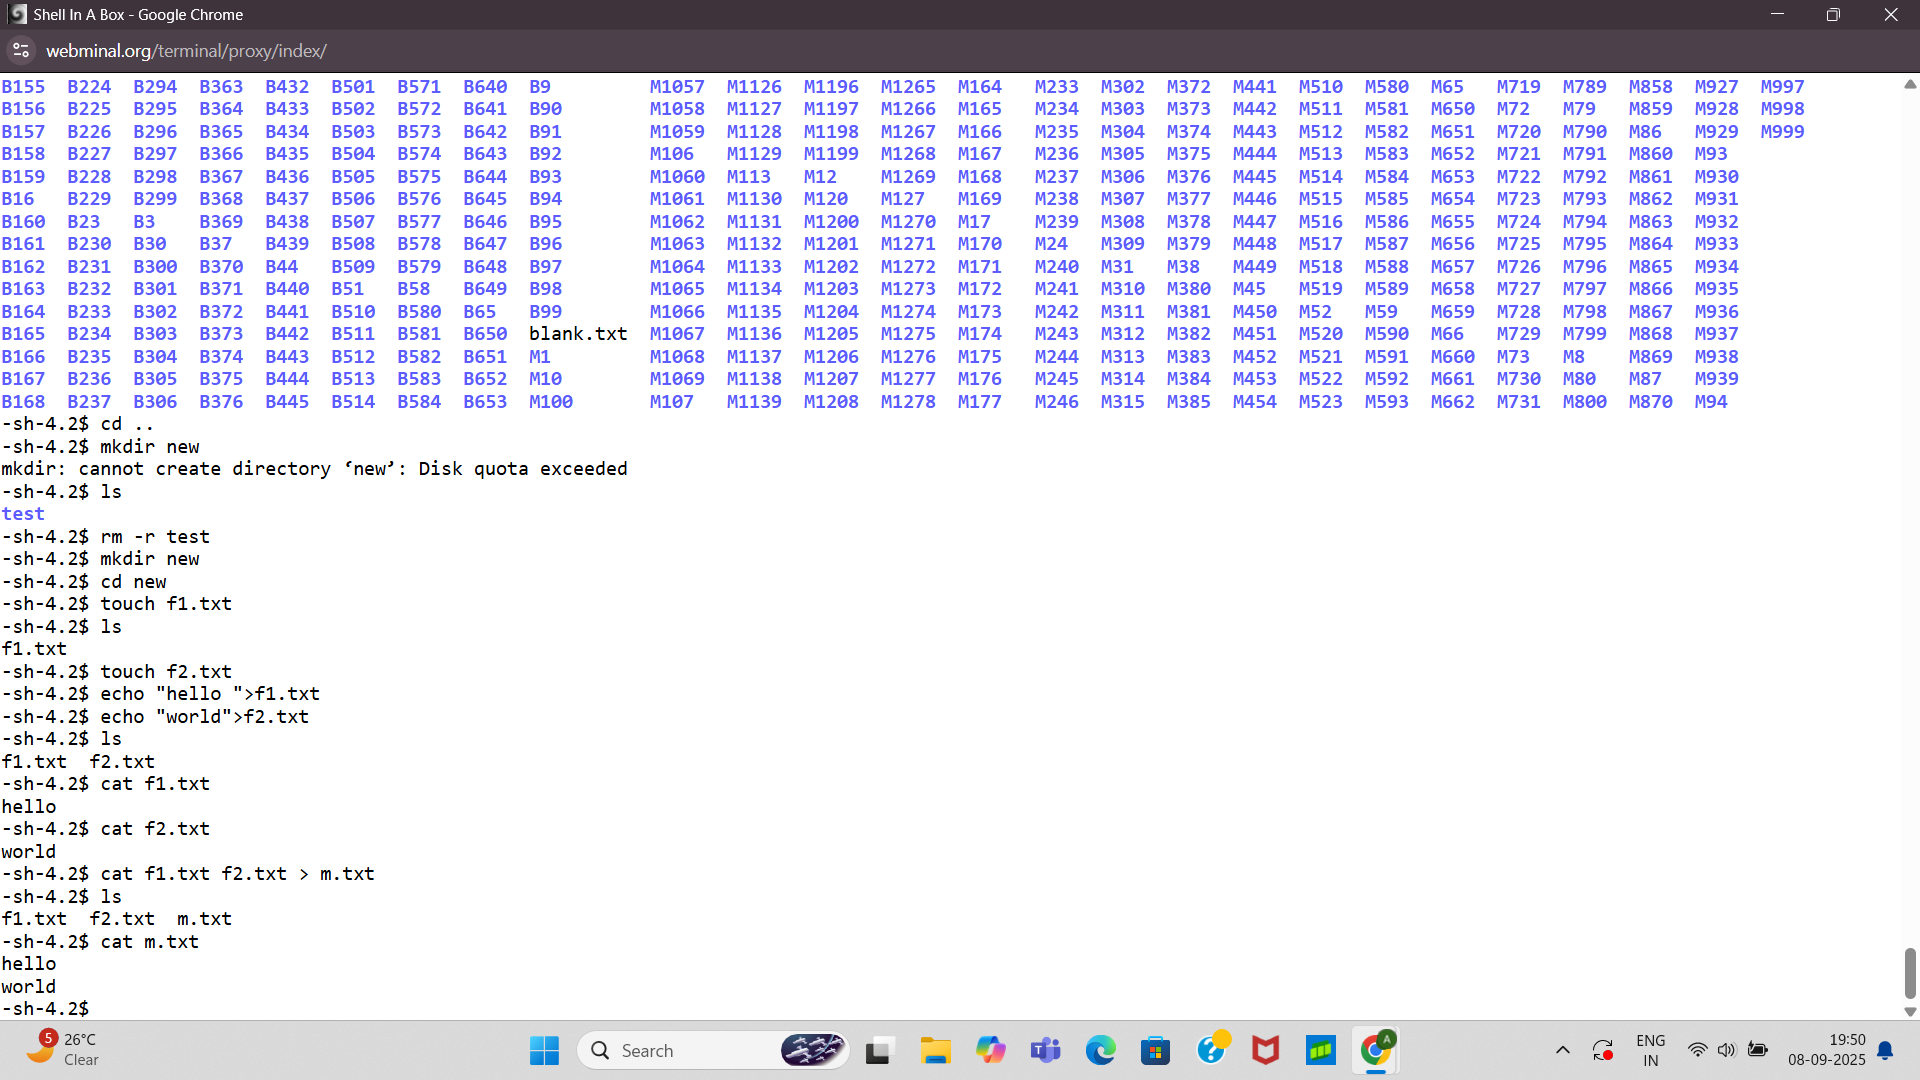 Shell In A Box - Google Chrome
webminal.org/terminal/proxy/index/
B155 B224 B294 B363 B432 B501 B571 B640 B9 M1057 M1126 M1196 M1265 M164 M233 M302 M372 M441 M510 M580 M65 M719 M789 M858 M927 M997
B156 B225 B295 B364 B433 B502 B572 B641 B90 M1058 M1127 M1197 M1266 M165 M234 M303 M373 M442 M511 M581 M650 M72 M79 M859 M928 M998
B157 B226 B296 B365 B434 B503 B573 B642 B91 M1059 M1128 M1198 M1267 M166 M235 M304 M374 M443 M512 M582 M651 M720 M790 M86 M929 M999
B158 B227 B297 B366 B435 B504 B574 B643 B92 M106 M1129 M1199 M1268 M167 M236 M305 M375 M444 M513 M583 M652 M721 M791 M860 M93
B159 B228 B298 B367 B436 B505 B575 B644 B93 M1060 M113 M12 M1269 M168 M237 M306 M376 M445 M514 M584 M653 M722 M792 M861 M930
B16 B229 B299 B368 B437 B506 B576 B645 B94 M1061 M1130 M120 M127 M169 M238 M307 M377 M446 M515 M585 M654 M723 M793 M862 M931
B160 B23 B3 B369 B438 B507 B577 B646 B95 M1062 M1131 M1200 M1270 M17 M239 M308 M378 M447 M516 M586 M655 M724 M794 M863 M932
B161 B230 B30 B37 B439 B508 B578 B647 B96 M1063 M1132 M1201 M1271 M170 M24 M309 M379 M448 M517 M587 M656 M725 M795 M864 M933
B162 B231 B300 B370 B44 B509 B579 B648 B97 M1064 M1133 M1202 M1272 M171 M240 M31 M38 M449 M518 M588 M657 M726 M796 M865 M934
B163 B232 B301 B371 B440 B51 B58 B649 B98 M1065 M1134 M1203 M1273 M172 M241 M310 M380 M45 M519 M589 M658 M727 M797 M866 M935
B164 B233 B302 B372 B441 B510 B580 B65 B99 M1066 M1135 M1204 M1274 M173 M242 M311 M381 M450 M52 M59 M659 M728 M798 M867 M936
B165 B234 B303 B373 B442 B511 B581 B650 blank.txt M1067 M1136 M1205 M1275 M174 M243 M312 M382 M451 M520 M590 M66 M729 M799 M868 M937
B166 B235 B304 B374 B443 B512 B582 B651 M1 M1068 M1137 M1206 M1276 M175 M244 M313 M383 M452 M521 M591 M660 M73 M8 M869 M938
B167 B236 B305 B375 B444 B513 B583 B652 M10 M1069 M1138 M1207 M1277 M176 M245 M314 M384 M453 M522 M592 M661 M730 M80 M87 M939
B168 B237 B306 B376 B445 B514 B584 B653 M100 M107 M1139 M1208 M1278 M177 M246 M315 M385 M454 M523 M593 M662 M731 M800 M870 M94
-sh-4.2$ cd ..
-sh-4.2$ mkdir new
mkdir: cannot create directory ‘new’: Disk quota exceeded
-sh-4.2$ ls
test
-sh-4.2$ rm -r test
-sh-4.2$ mkdir new
-sh-4.2$ cd new
-sh-4.2$ touch f1.txt
-sh-4.2$ ls
f1.txt
-sh-4.2$ touch f2.txt
-sh-4.2$ echo "hello ">f1.txt
-sh-4.2$ echo "world">f2.txt
-sh-4.2$ ls
f1.txt f2.txt
-sh-4.2$ cat f1.txt
hello
-sh-4.2$ cat f2.txt
world
-sh-4.2$ cat f1.txt f2.txt > m.txt
-sh-4.2$ ls
f1.txt f2.txt m.txt
-sh-4.2$ cat m.txt
hello
world
-sh-4.2$
5 26°C
Clear
Search
A
ENG
IN
19:50
08-09-2025